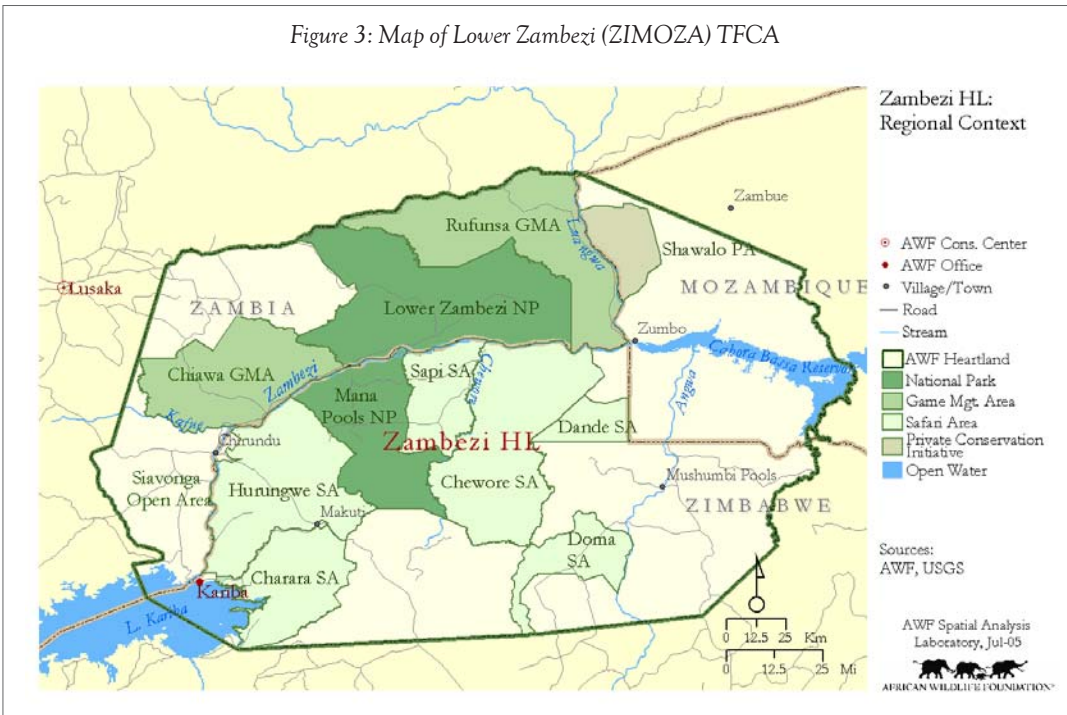 Figure 3: Map of Lower Zambezi (ZIMOZA) TFCA
Zambezi HL:
Regional Context
Zambue
Rufunsa GMA
Luangwa
Shawalo PA
AWF Cons. Center
AWF Office
Village/Town
Road
Stream
AWF Heartland
National Park
Game Mgt. Area
Safari Area
Private Conservation
Initiative
Open Water
Lusaka
ZAMBIA
MOZAMBIQUE
Lower Zambezi NP
Zumbo
Cabora Bassa Reservoir
Chiawa GMA
Zambezi
Sapi SA
Chewore
Mana
Pools NP
Angwa
Kafue
Zambezi HL
Dande SA
Chirundu
Siavonga
Open Area
Hurungwe SA
Chewore SA
Mushumbi Pools
ZIMBABWE
Makuti
Doma
SA
Charara SA
Kariba
L. Kariba
Sources:
AWF, USGS
0 12.5 25 Km
0 12.5 25 Mi
AWF Spatial Analysis
Laboratory, Jul-05
AFRICAN WILDLIFE FOUNDATION®